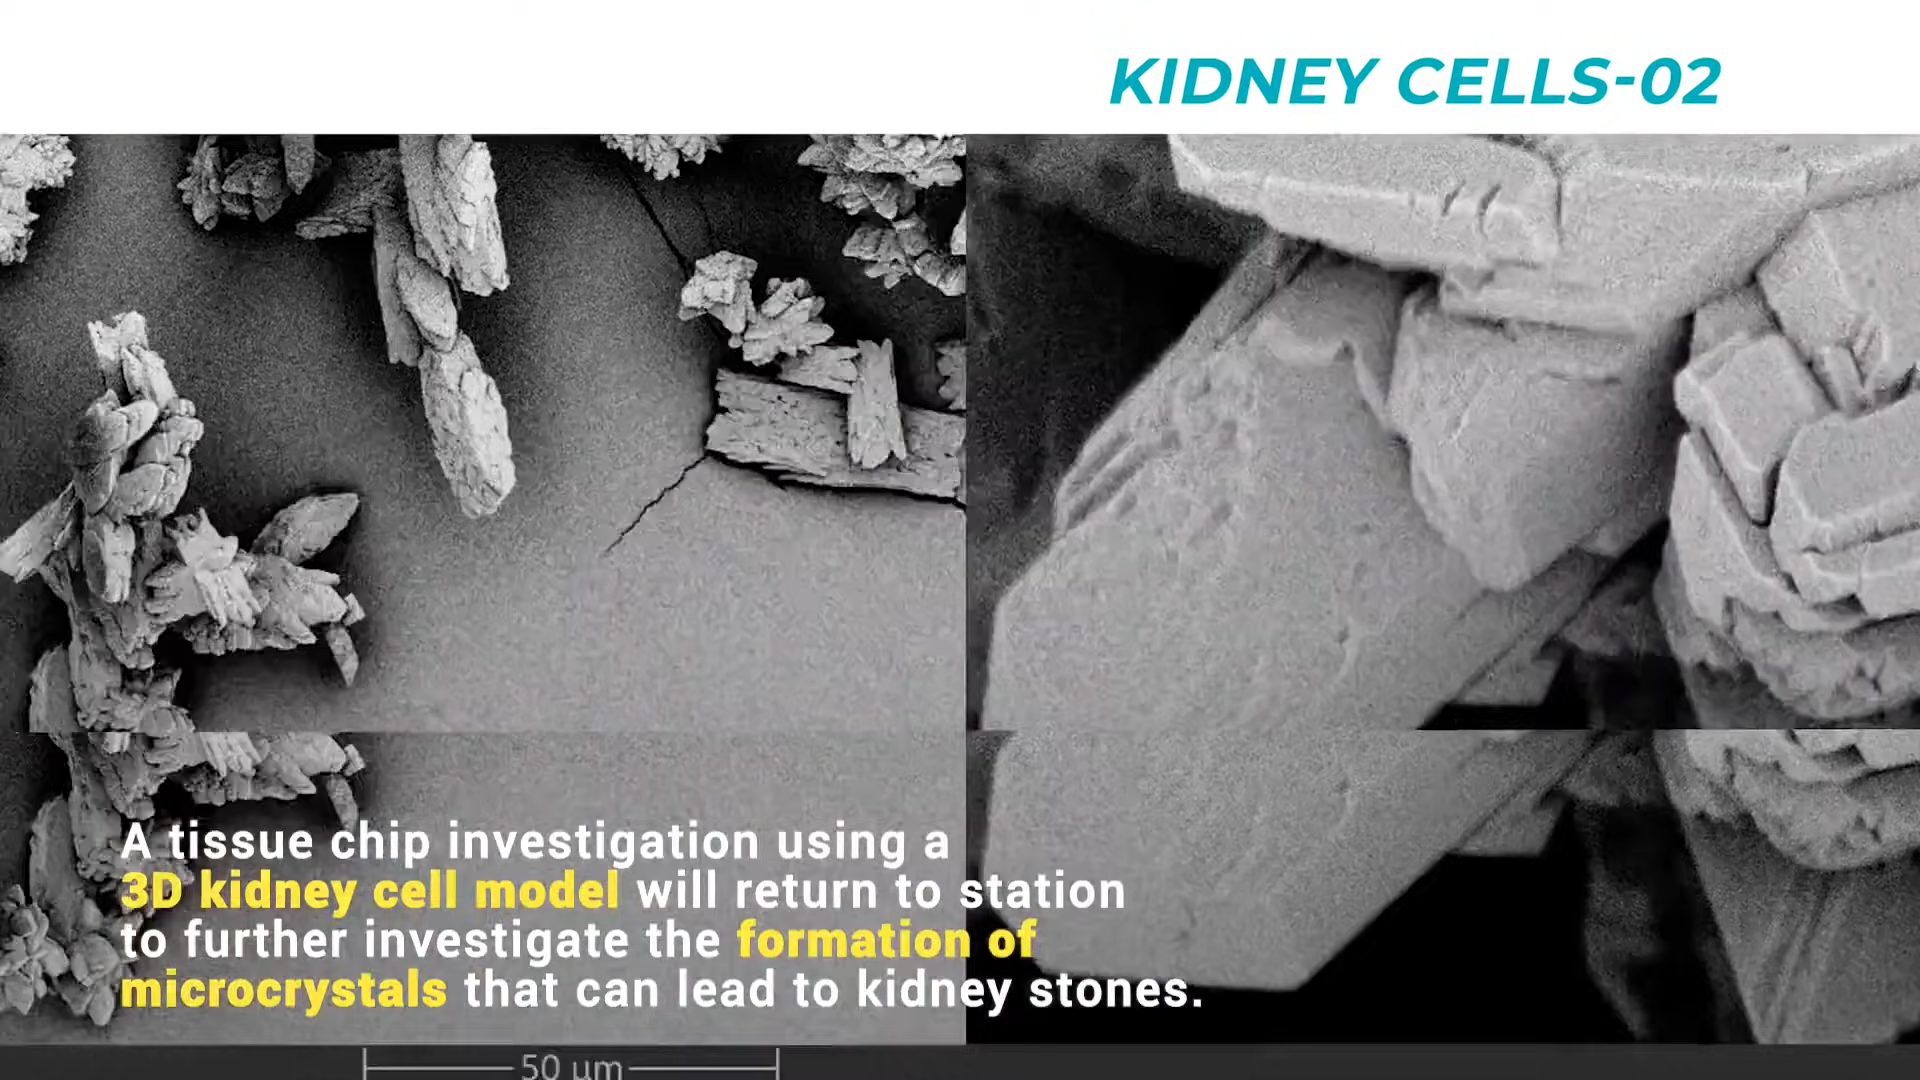 KIDNEY CELLS-02
A tissue chip investigation using a
3D kidney cell model will return to station
to further investigate the formation of
microcrystals that can lead to kidney stones.
50 µm